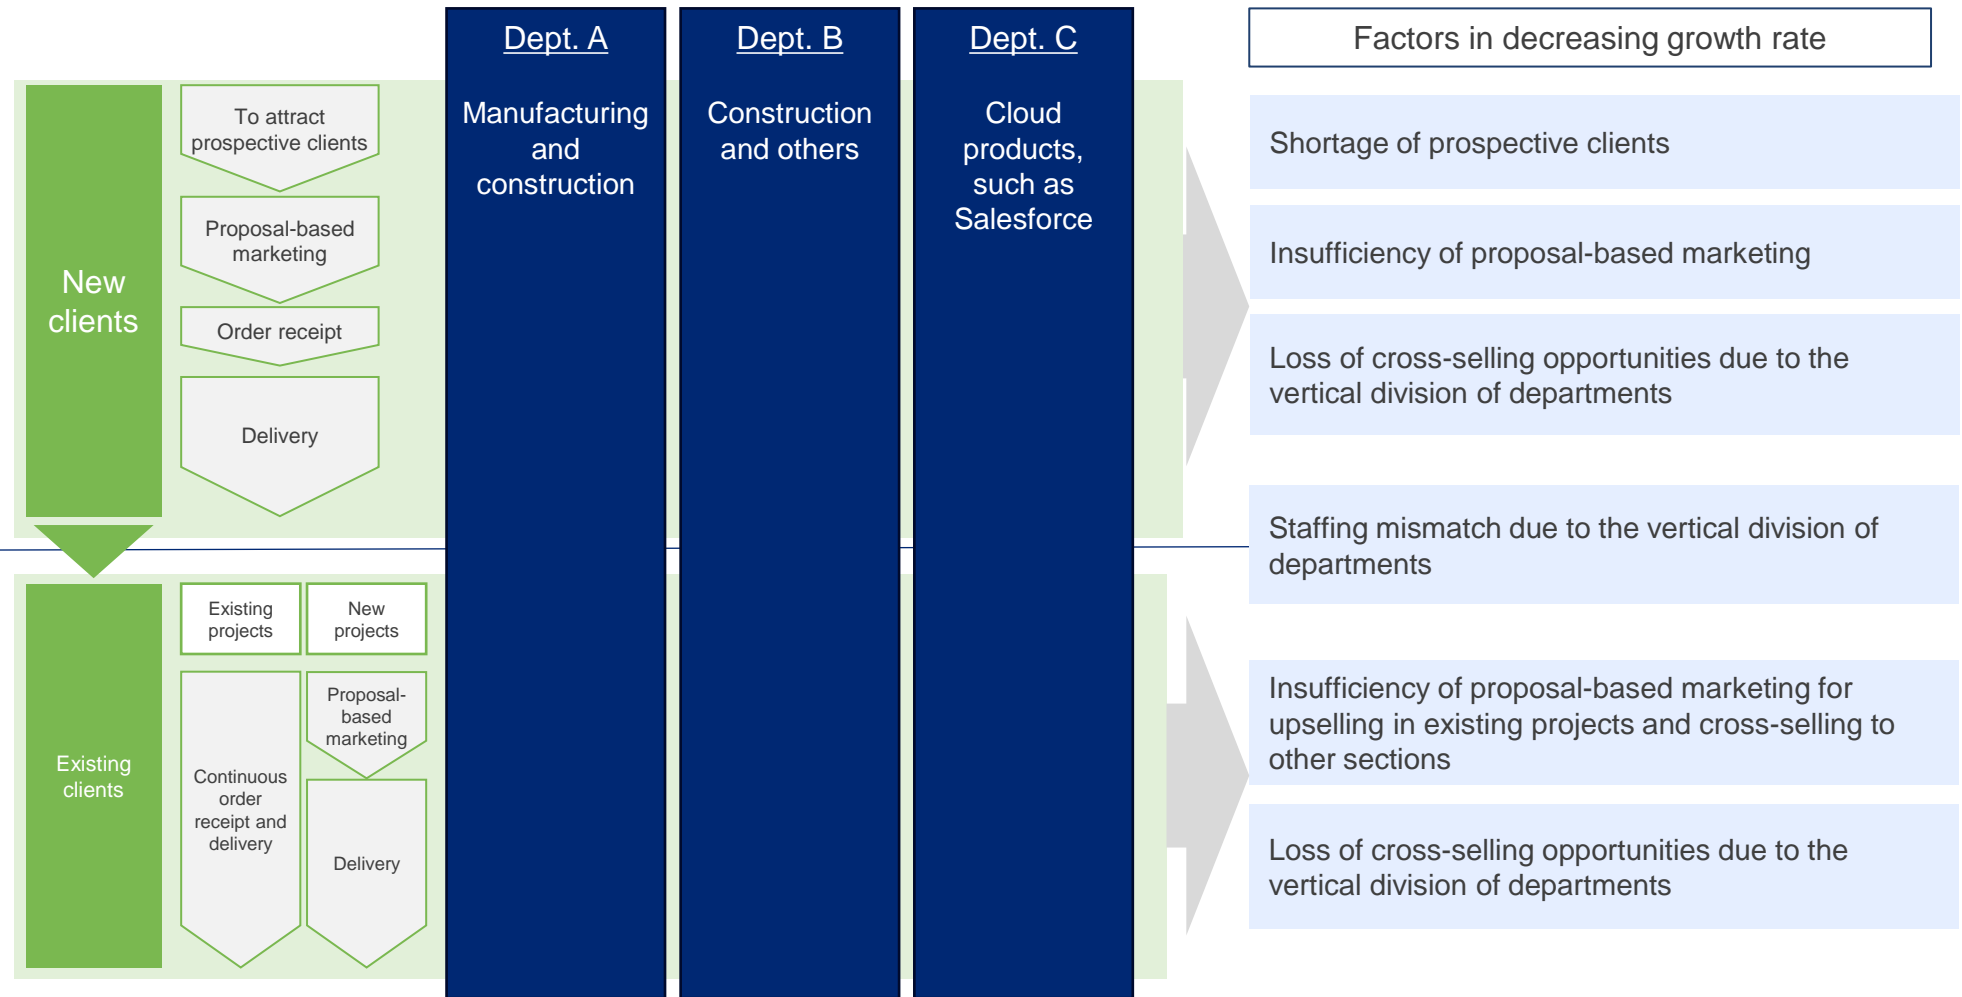 Dept. A
Manufacturing
and
construction
Dept. B
Construction
and others
Dept. C
Cloud
products,
such as
Salesforce
Factors in decreasing growth rate
New
clients
To attract
prospective clients
Proposal-based
marketing
Order receipt
Delivery
Shortage of prospective clients
Insufficiency of proposal-based marketing
Loss of cross-selling opportunities due to the
vertical division of departments
Staffing mismatch due to the vertical division of
departments
Existing
clients
Existing
projects
Continuous
order
receipt and
delivery
New
projects
Proposal-
based
marketing
Delivery
Insufficiency of proposal-based marketing for
upselling in existing projects and cross-selling to
other sections
Loss of cross-selling opportunities due to the
vertical division of departments